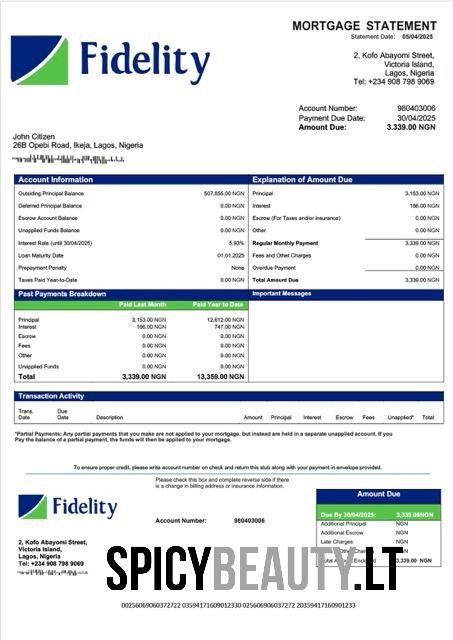 MORTGAGE STATEMENT
Statement Date: 05/04/2025
Fidelity
2, Kofo Abayomi Street,
Victoria Island,
Lagos, Nigeria
Tel: +234 908 798 9069
Account Number: 980403006
Payment Due Date: 30/04/2025
Amount Due: 3.339.00 NGN
John Citizen
26B Opebi Road, Ikeja, Lagos, Nigeria
Account Information
Outsiding Principal Balance 507,855.00 NGN
Deferred Principal Balance 0.00 NGN
Escrow Account Balance 0.00 NGN
Unapplied Funds Balance 0.00 NGN
Interest Rate (until 30/04/2025) 5.93%
Loan Maturity Date 01.01.2025
Prepayment Penalty None
Taxes Paid Year-to-Date 0.00 NGN
Explanation of Amount Due
Principal 3,153.00 NGN
Interest 186.00 NGN
Escrow (For Taxes and/or insurance) 0.00 NGN
Other 0.00 NGN
Regular Monthly Payment 3,339.00 NGN
Fees and Other Charges 0.00 NGN
Overdue Payment 0.00 NGN
Total Amount Due 3,339.00 NGN
Past Payments Breakdown
Paid Last Month Paid Year to Date
Principal 3,153.00 NGN 12,612.00 NGN
Interest 186.00 NGN 747.00 NGN
Escrow 0.00 NGN 0.00 NGN
Fees 0.00 NGN 0.00 NGN
Other 0.00 NGN 0.00 NGN
Unapplied Funds 0.00 NGN 0.00 NGN
Total 3,339.00 NGN 13,359.00 NGN
Important Messages
Transaction Activity
Trans. Date Due Date Description Amount Principal Interest Escrow Fees Unapplied* Total
*Partial Payments: Any partial payments that you make are not applied to your mortgage, but instead are held in a separate unapplied account. If you
Pay the balance of a partial payment, the funds will then be applied to your mortgage.
To ensure proper credit, please write account number on check and return this stub along with your payment in envelope provided.
Please check this box and complete reverse side if there
is a change in billing address or insurance information.
Fidelity
Account Number: 980403006
2, Kofo Abayomi Street,
Victoria Island,
Lagos, Nigeria
Tel: +234 908 798 9069
Amount Due
Due By 30/04/2025: 3,339.00NGN
Additional Principal NGN
Additional Escrow NGN
Late Charges NGN
NGN
3,339.00 NGN
SPICYBEAUTY.LT